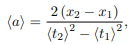 ⟨a⟩ = 2 (x₂ − x₁) / (⟨t₂⟩² − ⟨t₁⟩²),